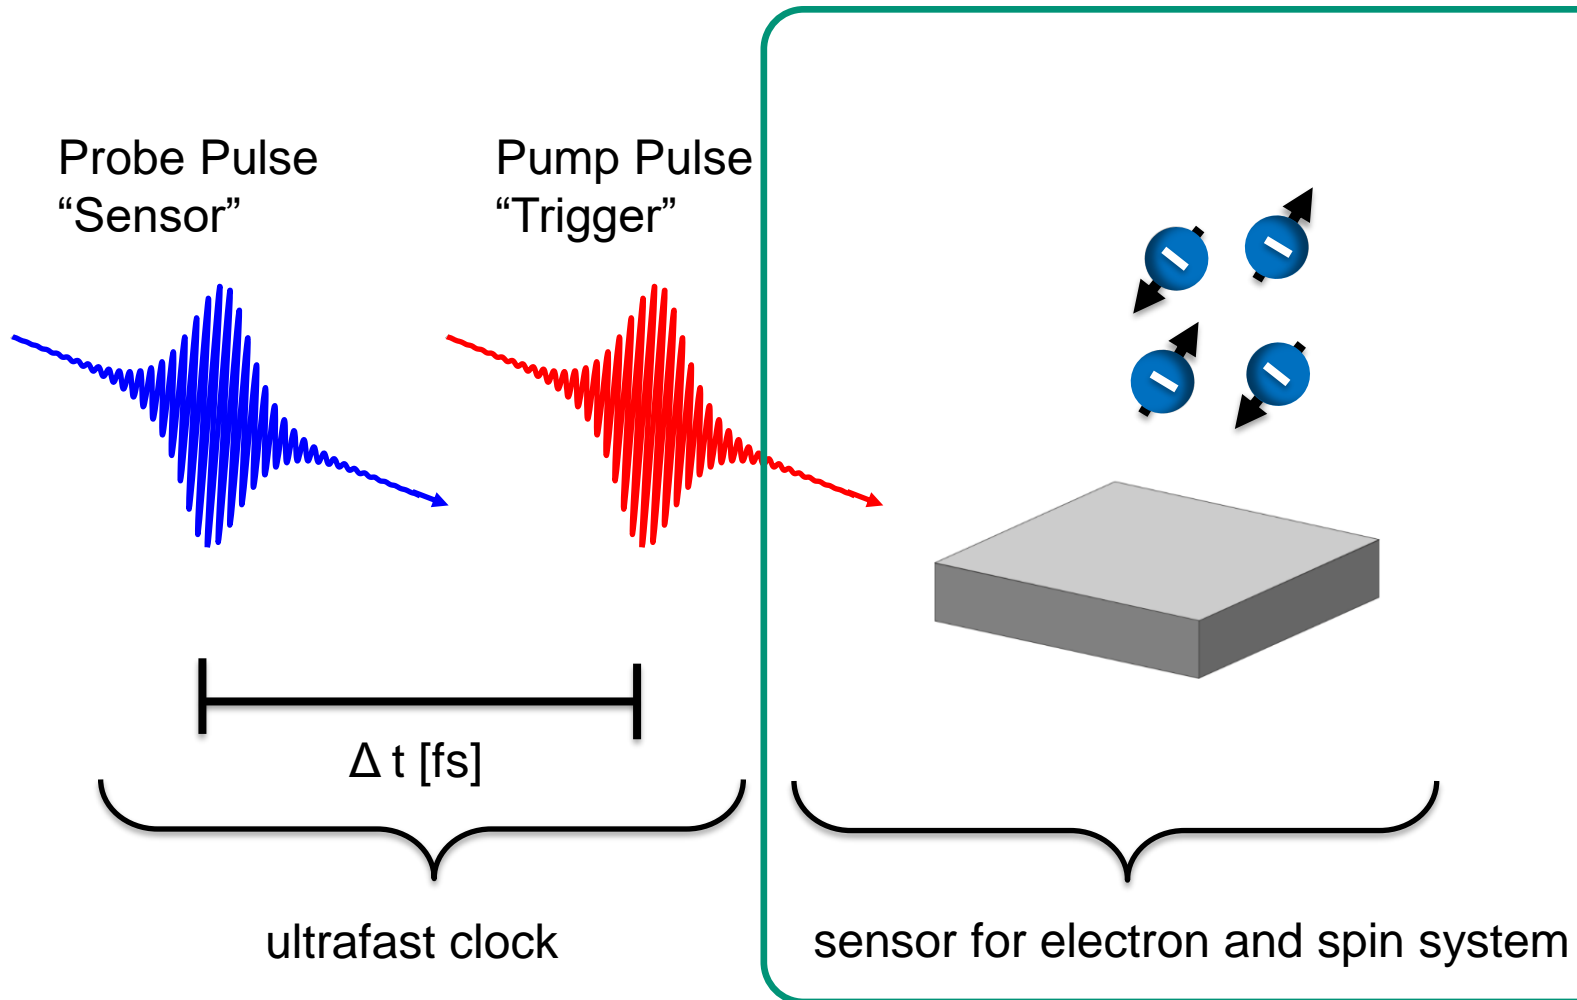 Probe Pulse
“Sensor”
Pump Pulse
“Trigger”
Δ t [fs]
ultrafast clock
sensor for electron and spin system